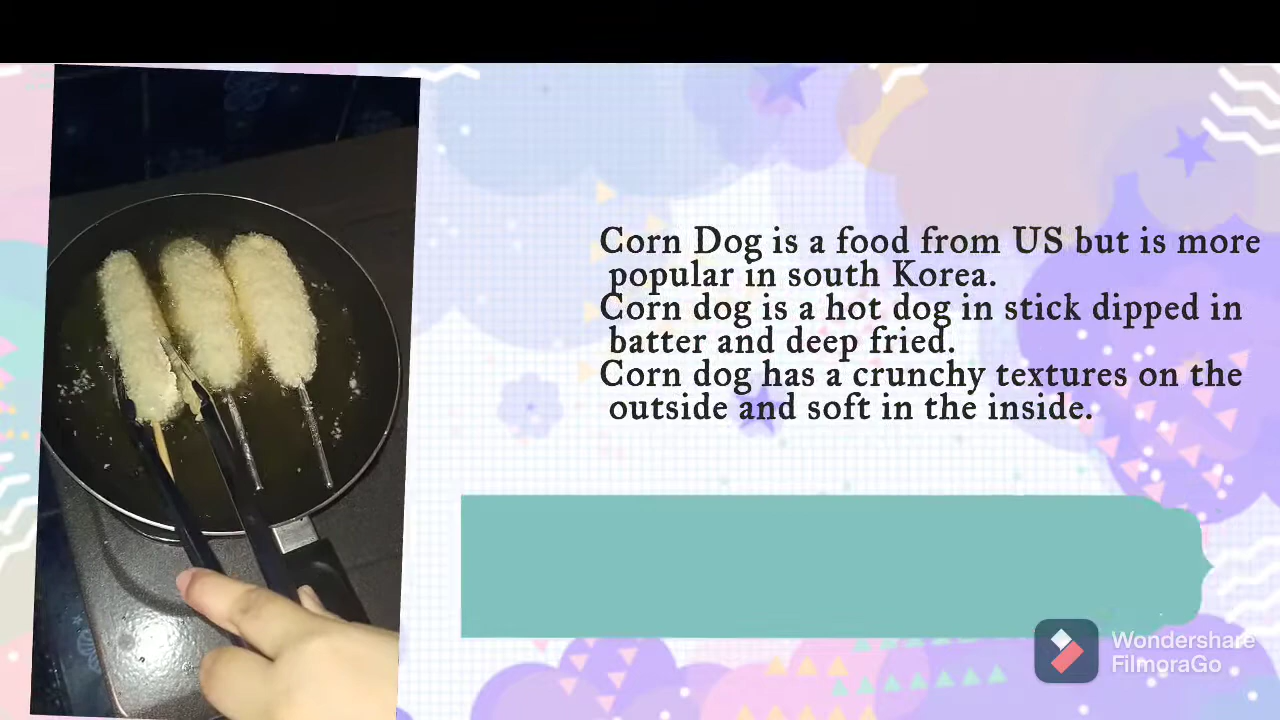 Corn Dog is a food from US but is more
popular in south Korea.
Corn dog is a hot dog in stick dipped in
batter and deep fried.
Corn dog has a crunchy textures on the
outside and soft in the inside.
Wondershare
FilmoraGo